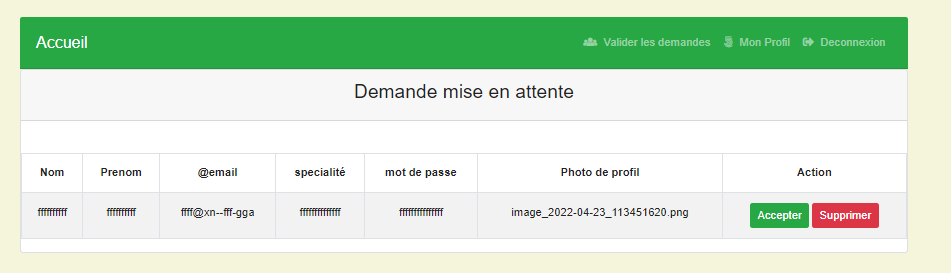 Accueil Valider les demandes Mon Profil Deconnexion
Demande mise en attente
Nom Prenom @email specialité mot de passe Photo de profil Action
ffffffffff ffffffffff ffff@xn--fff-gga ffffffffffffff fffffffffffffff image_2022-04-23_113451620.png Accepter Supprimer